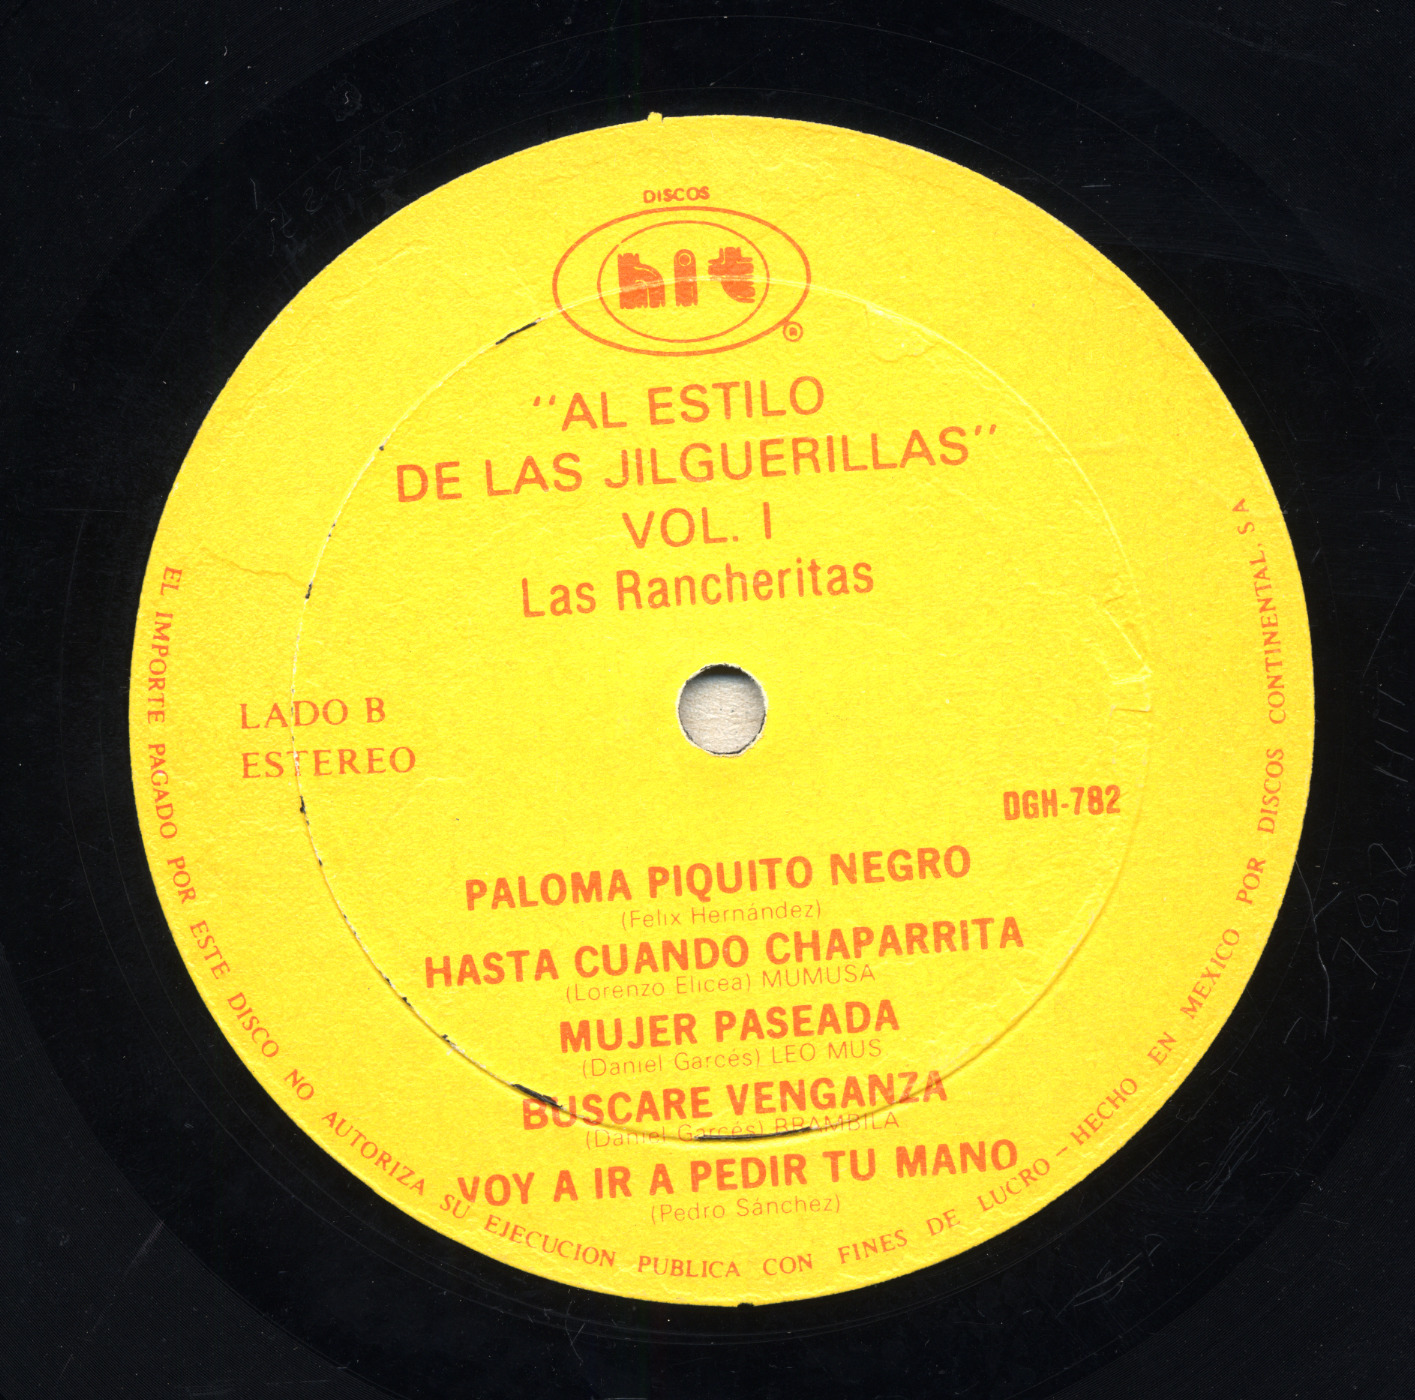 DISCOS
hit
®
"AL ESTILO
DE LAS JILGUERILLAS"
VOL. I
Las Rancheritas
LADO B
ESTEREO
DGH-782
PALOMA PIQUITO NEGRO
(Felix Hernández)
HASTA CUANDO CHAPARRITA
(Lorenzo Elicea) MUMUSA
MUJER PASEADA
(Daniel Garcés) LEO MUS
BUSCARE VENGANZA
(Daniel Garcés) BRAMBILA
VOY A IR A PEDIR TU MANO
(Pedro Sánchez)
EL IMPORTE PAGADO POR ESTE DISCO NO AUTORIZA SU EJECUCION PUBLICA CON FINES DE LUCRO – HECHO EN MEXICO POR DISCOS CONTINENTAL, S A